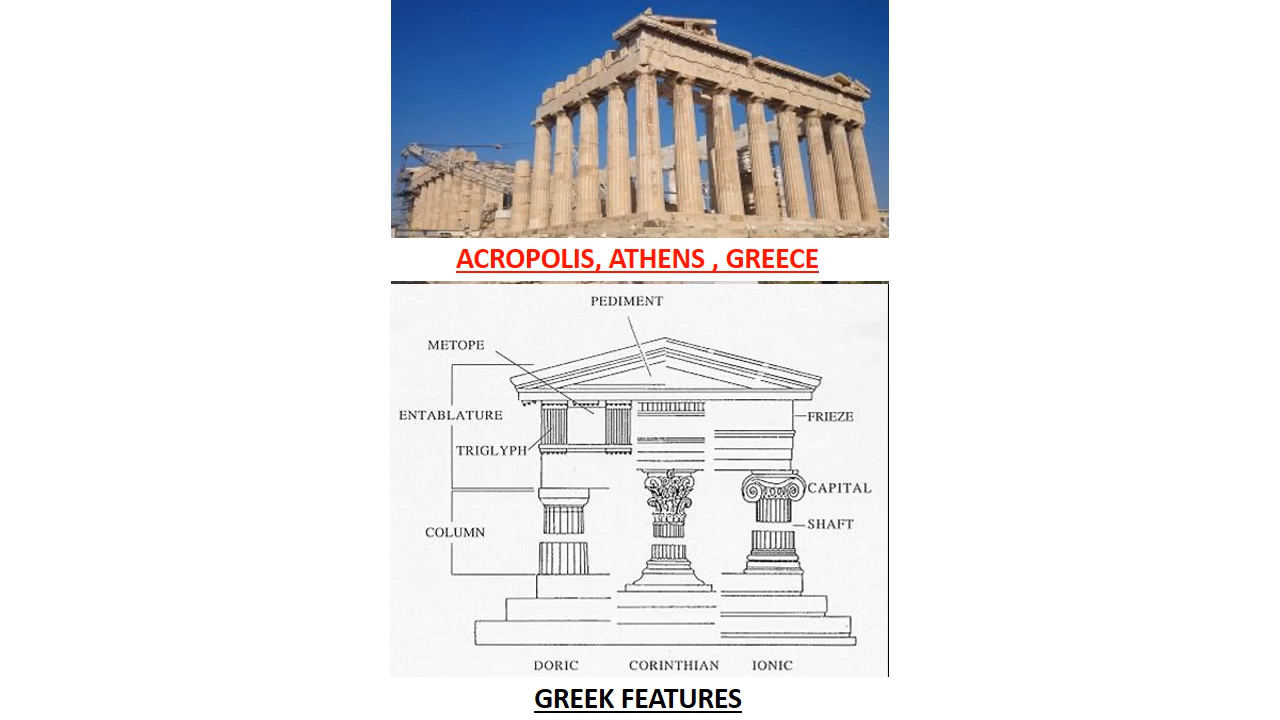 ACROPOLIS, ATHENS , GREECE
PEDIMENT
METOPE
ENTABLATURE
FRIEZE
TRIGLYPH
CAPITAL
SHAFT
COLUMN
DORIC CORINTHIAN IONIC
GREEK FEATURES